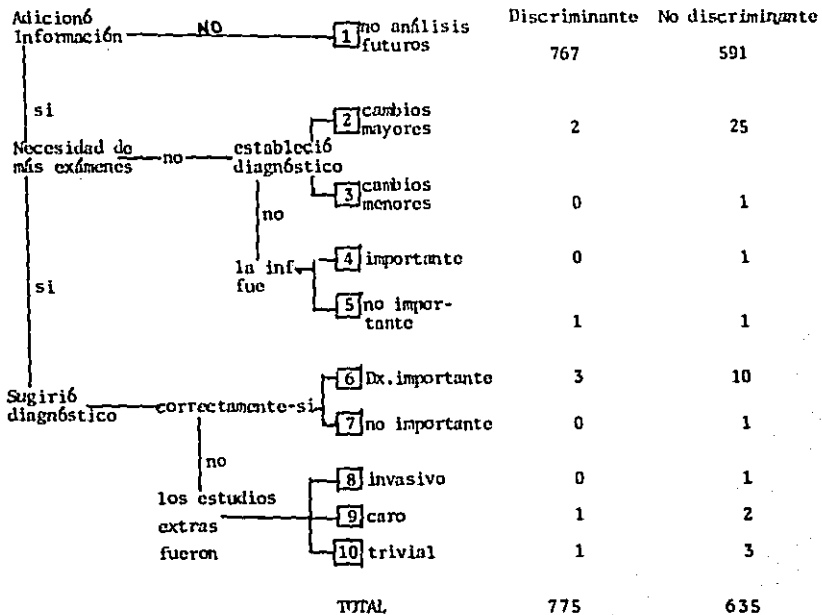 Adicionó Información NO 1 no análisis futuros
Discriminante No discriminante
767 591
si
Necesidad de más exámenes no estableció diagnóstico
2 cambios mayores 2 25
3 cambios menores 0 1
no
la inf. fue
4 importante 0 1
5 no impor-
tante 1 1
si
Sugirió diagnóstico correctamente-si
6 Dx.importante 3 10
7 no importante 0 1
no
los estudios
extras
fueron
8 invasivo 0 1
9 caro 1 2
10 trivial 1 3
TOTAL 775 635